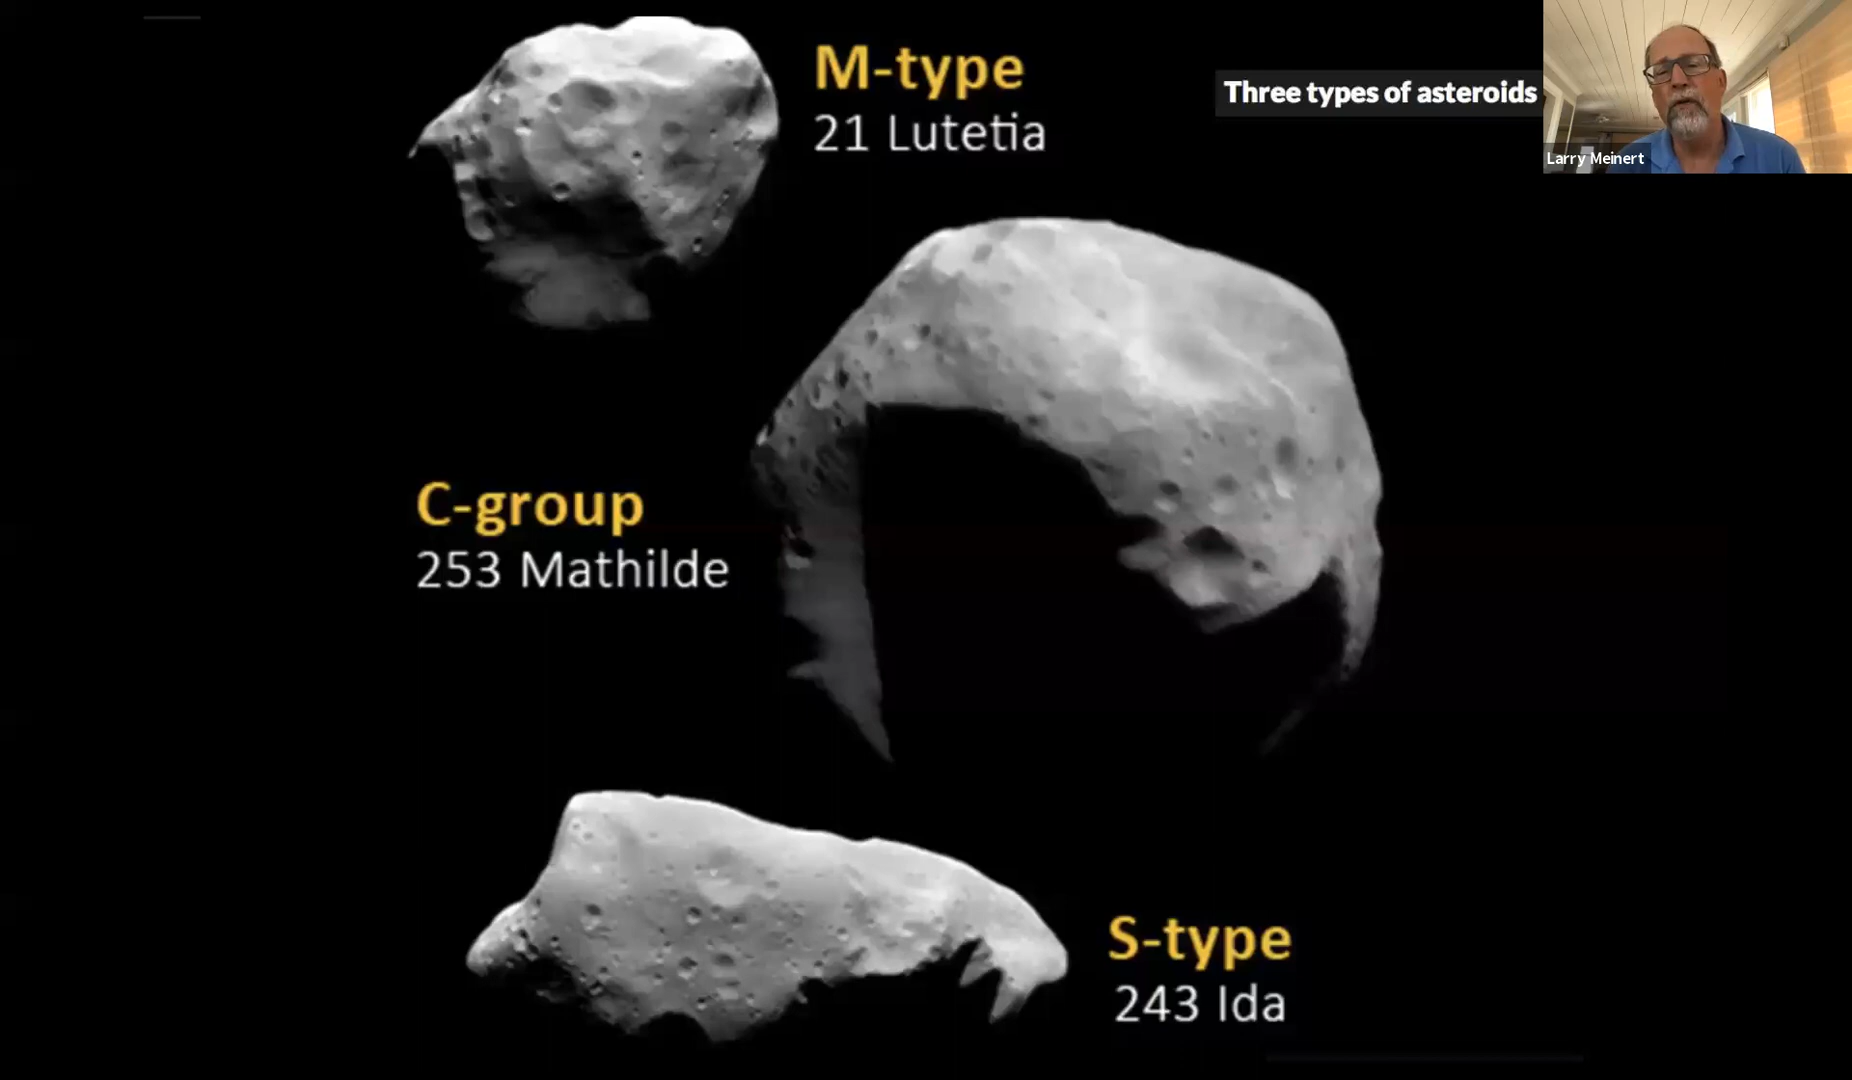 M-type
21 Lutetia
Three types of asteroids
Larry Meinert
C-group
253 Mathilde
S-type
243 Ida